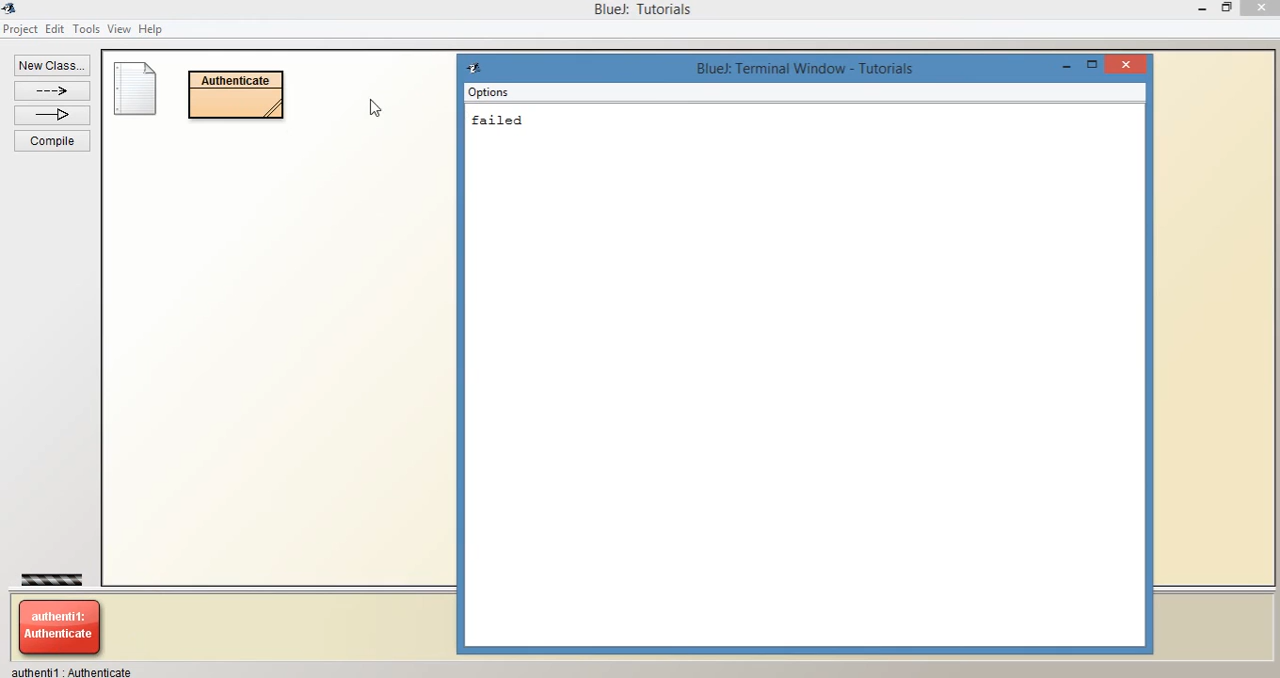 BlueJ: Tutorials
Project Edit Tools View Help
New Class...
Compile
Authenticate
BlueJ: Terminal Window - Tutorials
Options
failed
authenti1:
Authenticate
authenti1 : Authenticate